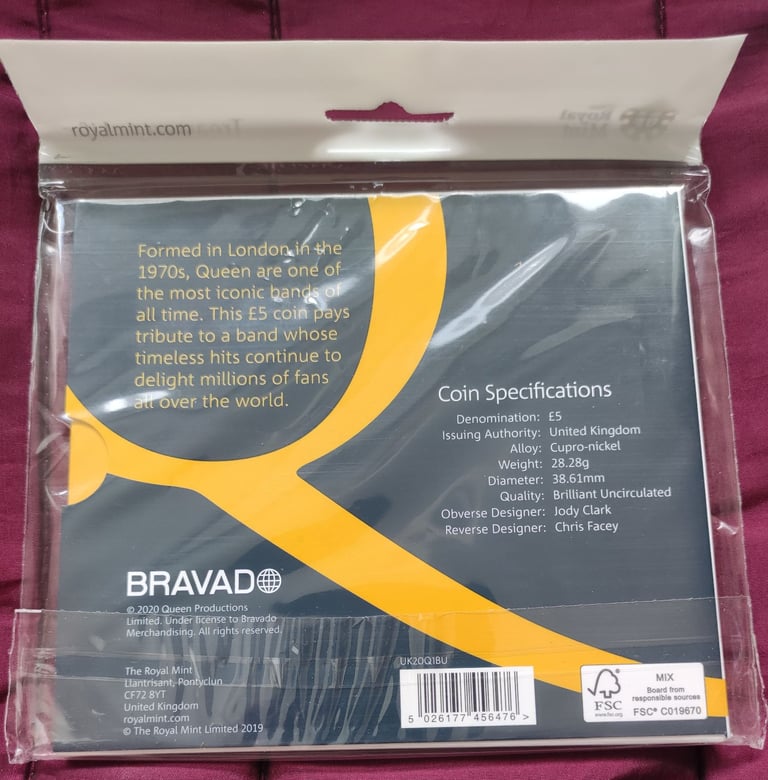 royalmint.com
Royal
Mint
Formed in London in the
1970s, Queen are one of
the most iconic bands of
all time. This £5 coin pays
tribute to a band whose
timeless hits continue to
delight millions of fans
all over the world.
Coin Specifications
Denomination: £5
Issuing Authority: United Kingdom
Alloy: Cupro-nickel
Weight: 28.28g
Diameter: 38.61mm
Quality: Brilliant Uncirculated
Obverse Designer: Jody Clark
Reverse Designer: Chris Facey
BRAVADO
© 2020 Queen Productions
Limited. Under license to Bravado
Merchandising. All rights reserved.
The Royal Mint
Llantrisant, Pontyclun
CF72 8YT
United Kingdom
royalmint.com
© The Royal Mint Limited 2019
UK20Q1BU
5 026177 456476 >
FSC
www.fsc.org
MIX
Board from
responsible sources
FSC® C019670